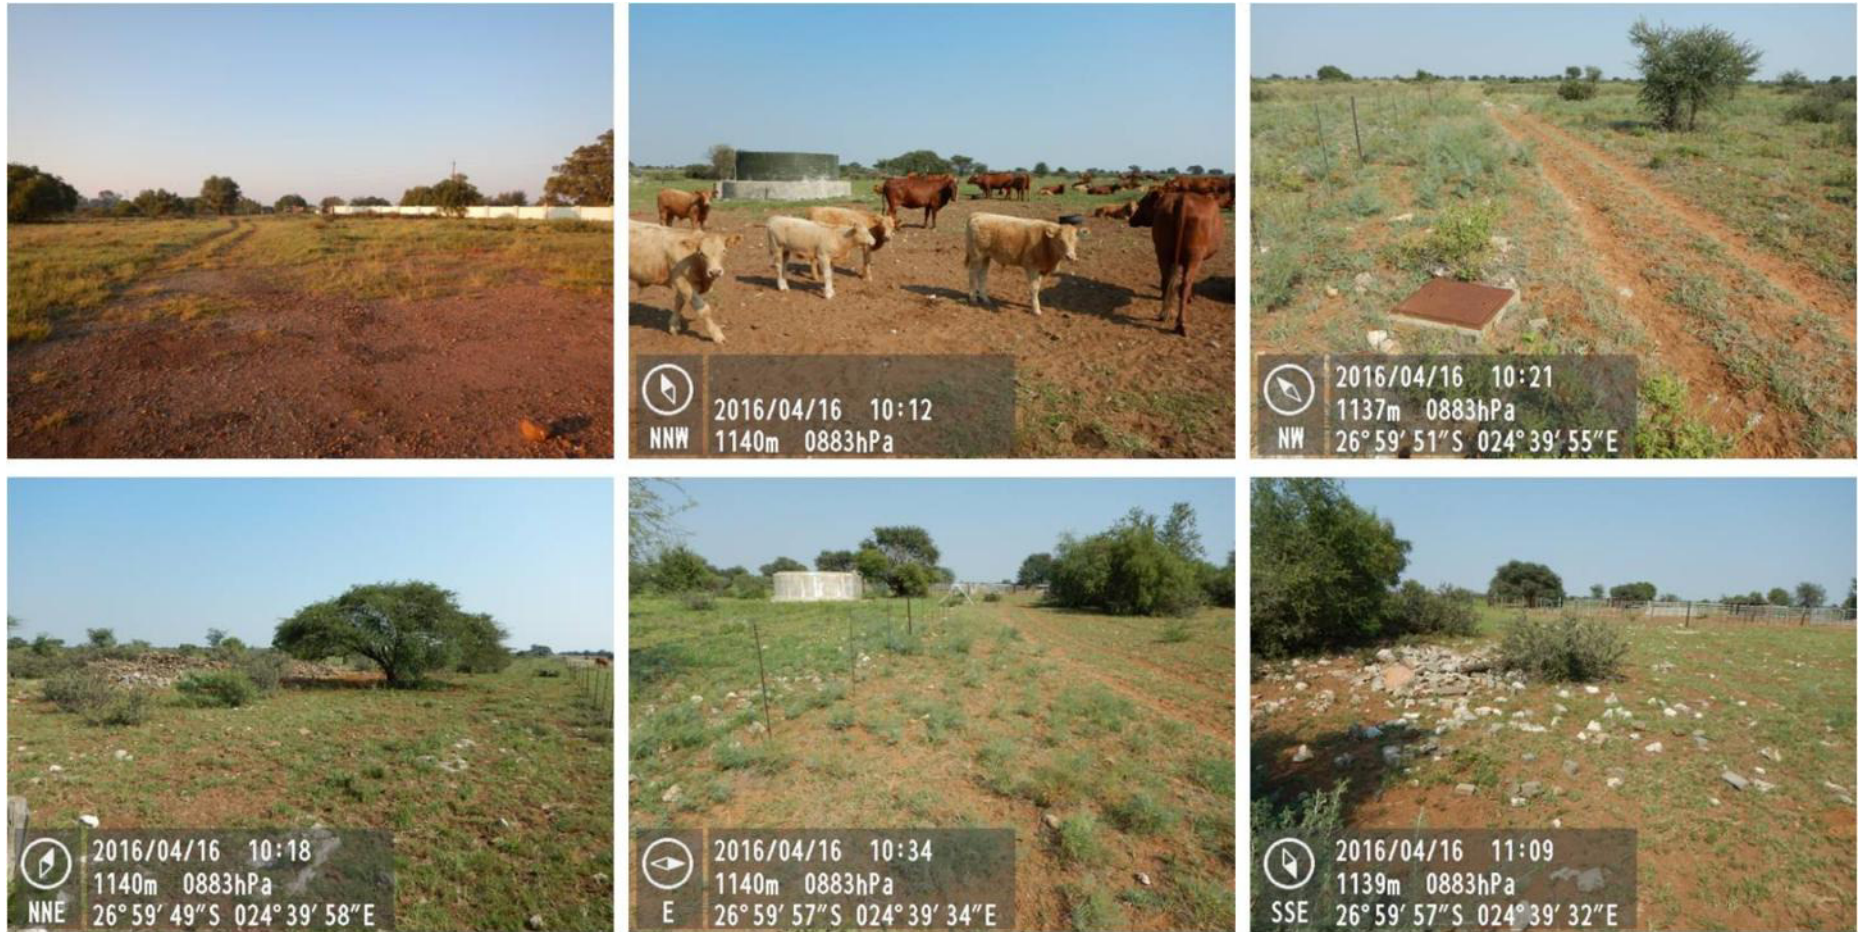 2016/04/16 10:12
NNW 1140m 0883hPa
2016/04/16 10:21
1137m 0883hPa
NW 26°59'51"S 024°39'55"E
2016/04/16 10:18
1140m 0883hPa
NNE 26°59'49"S 024°39'58"E
2016/04/16 10:34
1140m 0883hPa
E 26°59'57"S 024°39'34"E
2016/04/16 11:09
1139m 0883hPa
SSE 26°59'57"S 024°39'32"E